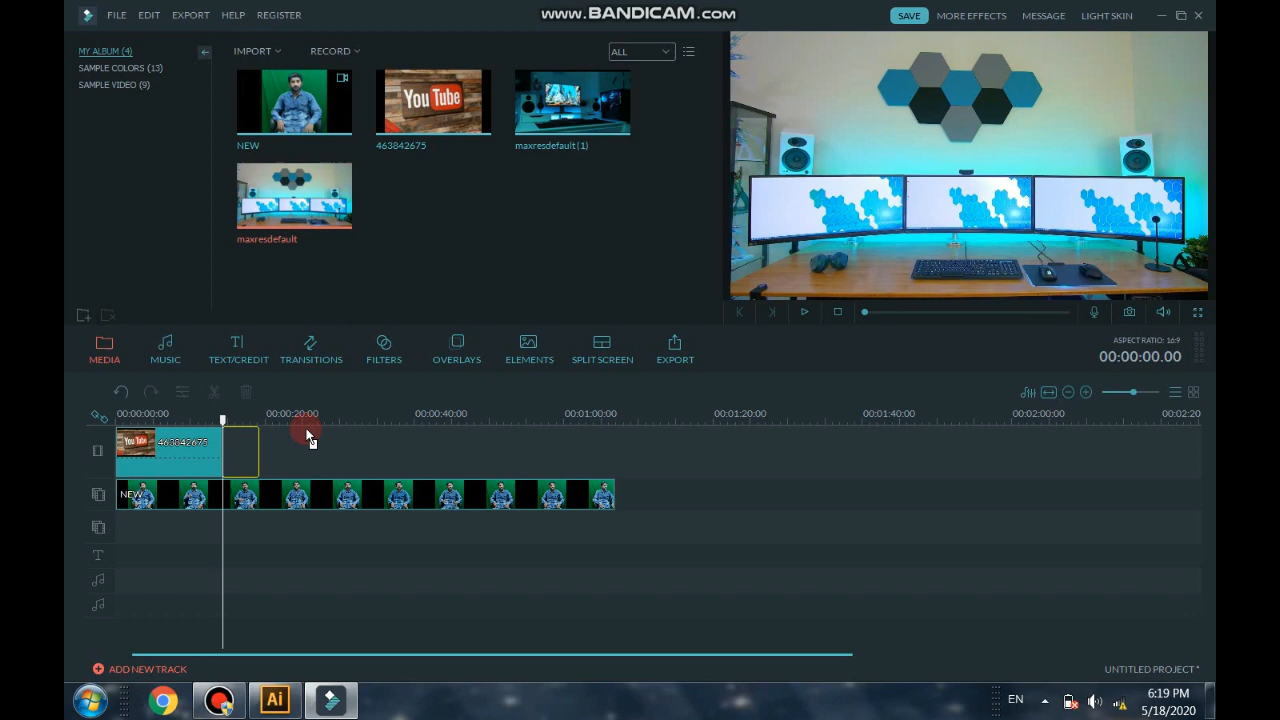 FILE EDIT EXPORT HELP REGISTER
www.BANDICAM.com
SAVE MORE EFFECTS MESSAGE LIGHT SKIN
MY ALBUM (4)
SAMPLE COLORS (13)
SAMPLE VIDEO (9)
IMPORT RECORD ALL
You Tube
NEW 463842675 maxresdefault (1)
maxresdefault
MEDIA MUSIC TEXT/CREDIT TRANSITIONS FILTERS OVERLAYS ELEMENTS SPLIT SCREEN EXPORT
ASPECT RATIO: 16:9
00:00:00.00
00:00:00:00 00:00:20:00 00:00:40:00 00:01:00:00 00:01:20:00 00:01:40:00 00:02:00:00 00:02:20
You Tube 463842675
NEW
T
ADD NEW TRACK
UNTITLED PROJECT *
Ai
EN
6:19 PM
5/18/2020